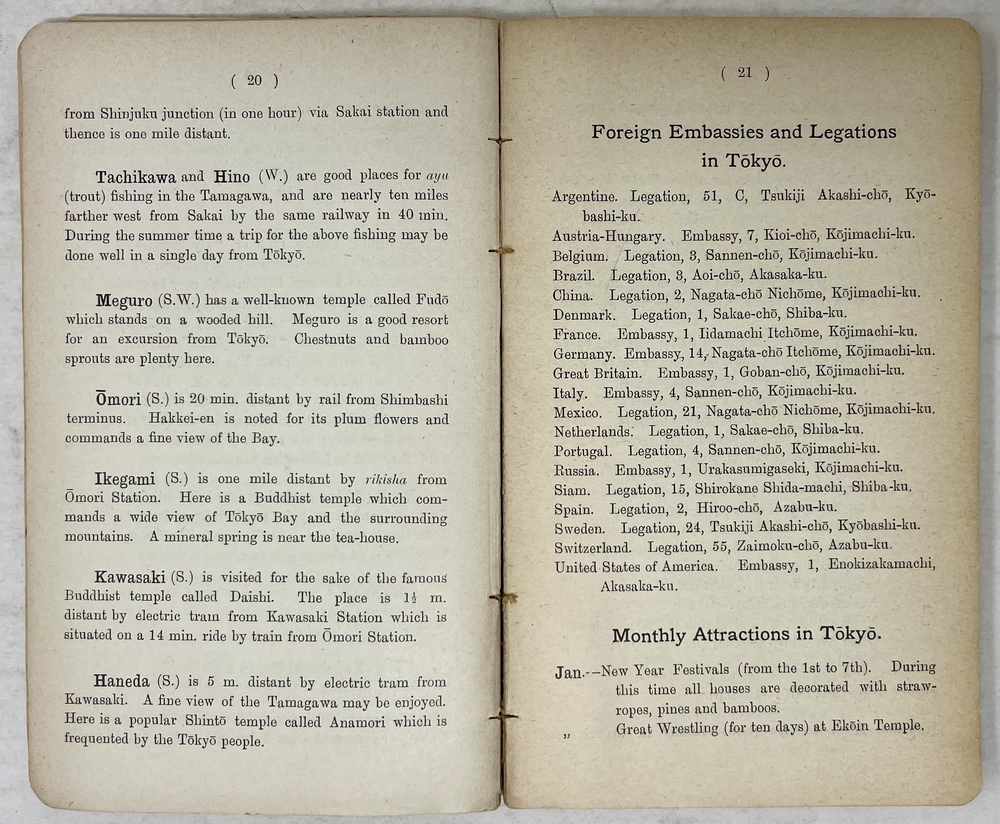 ( 20 )
from Shinjuku junction (in one hour) via Sakai station and
thence is one mile distant.
Tachikawa and Hino (W.) are good places for ayu
(trout) fishing in the Tamagawa, and are nearly ten miles
farther west from Sakai by the same railway in 40 min.
During the summer time a trip for the above fishing may be
done well in a single day from Tōkyō.
Meguro (S.W.) has a well-known temple called Fudō
which stands on a wooded hill. Meguro is a good resort
for an excursion from Tōkyō. Chestnuts and bamboo
sprouts are plenty here.
Ōmori (S.) is 20 min. distant by rail from Shimbashi
terminus. Hakkei-en is noted for its plum flowers and
commands a fine view of the Bay.
Ikegami (S.) is one mile distant by rikisha from
Ōmori Station. Here is a Buddhist temple which com-
mands a wide view of Tōkyō Bay and the surrounding
mountains. A mineral spring is near the tea-house.
Kawasaki (S.) is visited for the sake of the famous
Buddhist temple called Daishi. The place is 1½ m.
distant by electric tram from Kawasaki Station which is
situated on a 14 min. ride by train from Ōmori Station.
Haneda (S.) is 5 m. distant by electric tram from
Kawasaki. A fine view of the Tamagawa may be enjoyed.
Here is a popular Shintō temple called Anamori which is
frequented by the Tōkyō people.
( 21 )
Foreign Embassies and Legations
in Tōkyō.
Argentine. Legation, 51, C, Tsukiji Akashi-chō, Kyō-
bashi-ku.
Austria-Hungary. Embassy, 7, Kioi-chō, Kōjimachi-ku.
Belgium. Legation, 3, Sannen-chō, Kōjimachi-ku.
Brazil. Legation, 3, Aoi-chō, Akasaka-ku.
China. Legation, 2, Nagata-chō Nichōme, Kōjimachi-ku.
Denmark. Legation, 1, Sakae-chō, Shiba-ku.
France. Embassy, 1, Iidamachi Itchōme, Kōjimachi-ku.
Germany. Embassy, 14, Nagata-chō Itchōme, Kōjimachi-ku.
Great Britain. Embassy, 1, Goban-chō, Kōjimachi-ku.
Italy. Embassy, 4, Sannen-chō, Kōjimachi-ku.
Mexico. Legation, 21, Nagata-chō Nichōme, Kōjimachi-ku.
Netherlands. Legation, 1, Sakae-chō, Shiba-ku.
Portugal. Legation, 4, Sannen-chō, Kōjimachi-ku.
Russia. Embassy, 1, Urakasumigaseki, Kōjimachi-ku.
Siam. Legation, 15, Shirokane Shida-machi, Shiba-ku.
Spain. Legation, 2, Hiroo-chō, Azabu-ku.
Sweden. Legation, 24, Tsukiji Akashi-chō, Kyōbashi-ku.
Switzerland. Legation, 55, Zaimoku-chō, Azabu-ku.
United States of America. Embassy, 1, Enokizakamachi,
Akasaka-ku.
Monthly Attractions in Tōkyō.
Jan.--New Year Festivals (from the 1st to 7th). During
this time all houses are decorated with straw-
ropes, pines and bamboos.
„ Great Wrestling (for ten days) at Ekōin Temple.